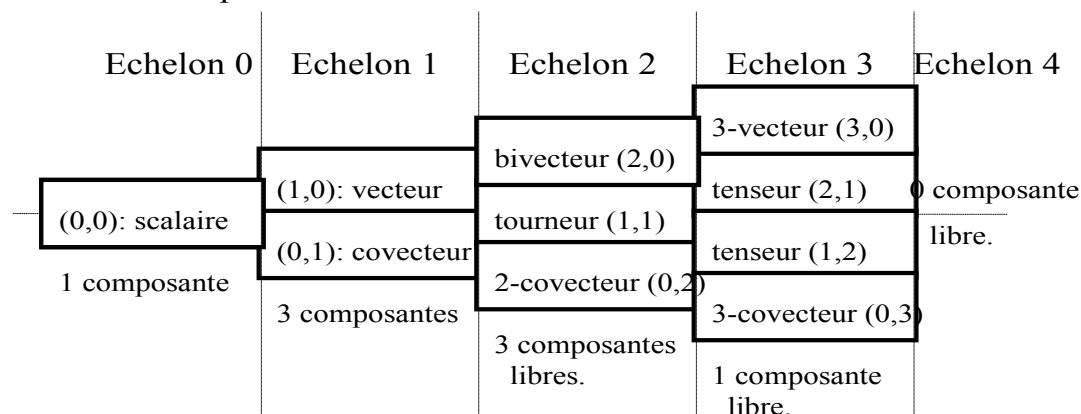 Echelon 0
Echelon 1
Echelon 2
Echelon 3
Echelon 4
(0,0): scalaire
1 composante
(1,0): vecteur
(0,1): covecteur
3 composantes
bivecteur (2,0)
tourneur (1,1)
2-covecteur (0,2)
3 composantes
libres.
3-vecteur (3,0)
tenseur (2,1)
tenseur (1,2)
3-covecteur (0,3)
1 composante
libre.
0 composante
libre.